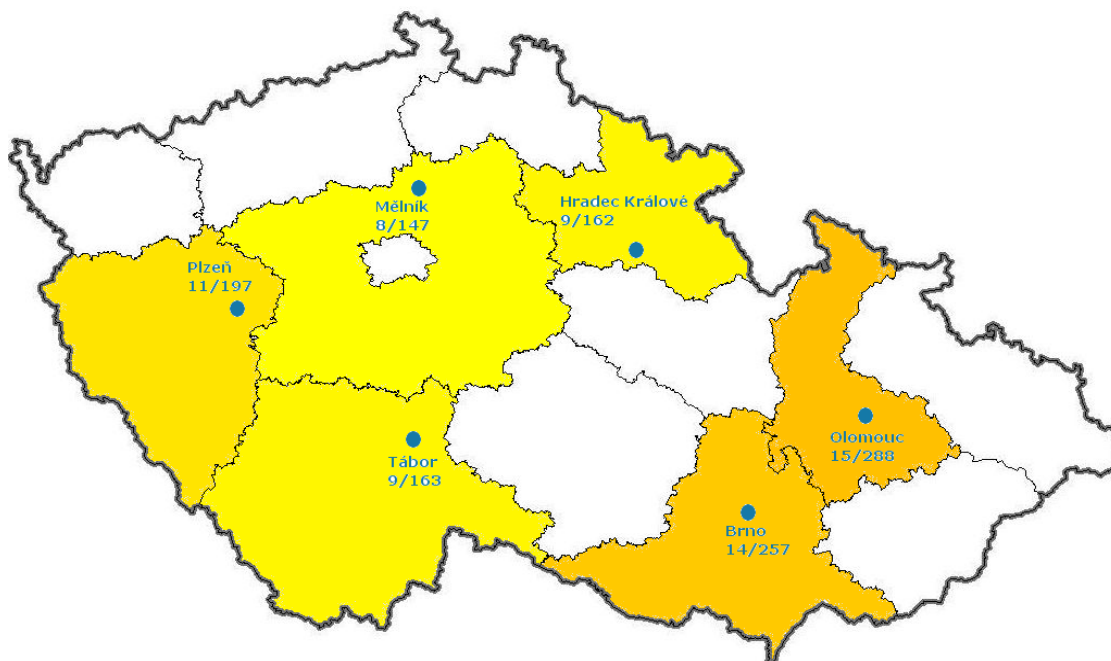 Mělník
8/147
Hradec Králové
9/162
Plzeň
11/197
Tábor
9/163
Olomouc
15/288
Brno
14/257